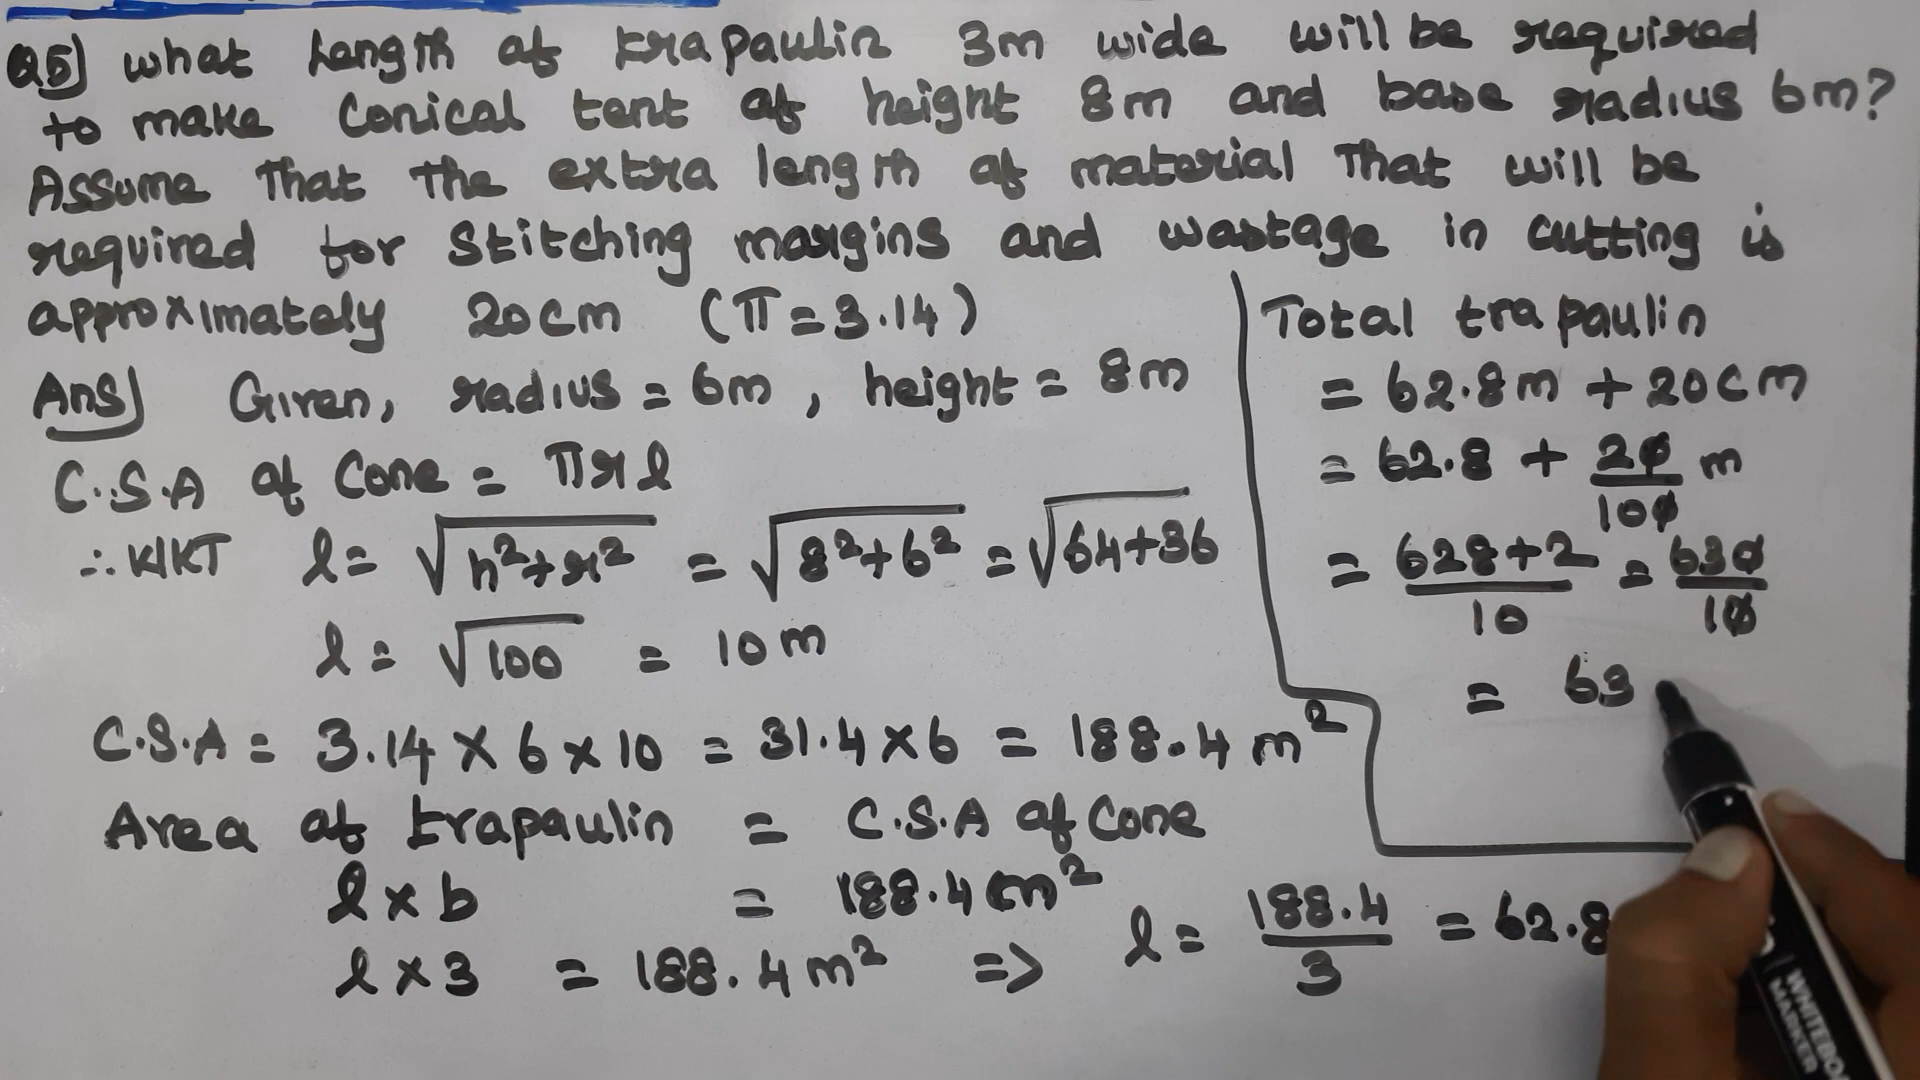 Q5) what length of trapaulin 3m wide will be required
to make Conical tent of height 8m and base radius 6m?
Assume That the extra length of material That will be
required for Stitching margins and wastage in cutting is
approximately 20cm (π=3.14)
Ans) Given, radius = 6m, height = 8m
C.S.A of Cone = πrl
∴ WKT l = √h²+r² = √8²+6² = √64+36
l = √100 = 10m
C.S.A = 3.14 × 6 × 10 = 31.4×6 = 188.4 m²
Area of trapaulin = C.S.A of Cone
l×b = 188.4 m²
l×3 = 188.4 m² => l = 188.4/3 = 62.8
Total trapaulin
= 62.8m + 20cm
= 62.8 + 20/100 m
= 628+2/10 = 630/10
= 63
WHITEBO
MARKER